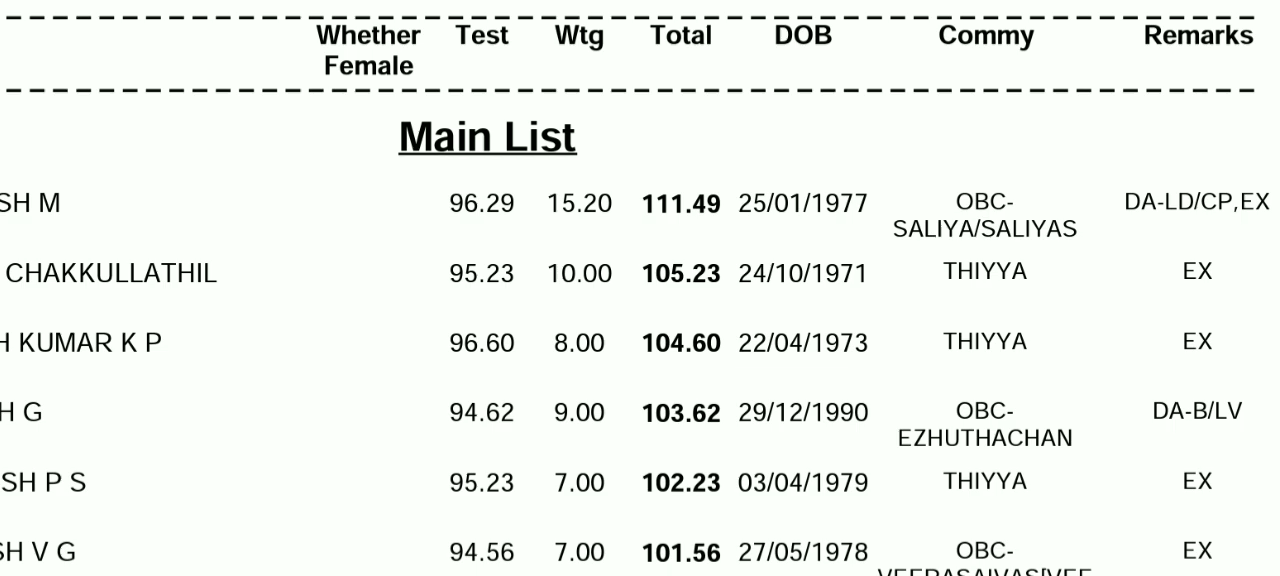 Whether Test Wtg Total DOB Commy Remarks
Female
Main List
SH M 96.29 15.20 111.49 25/01/1977 OBC- DA-LD/CP,EX
SALIYA/SALIYAS
CHAKKULLATHIL 95.23 10.00 105.23 24/10/1971 THIYYA EX
H KUMAR K P 96.60 8.00 104.60 22/04/1973 THIYYA EX
H G 94.62 9.00 103.62 29/12/1990 OBC- DA-B/LV
EZHUTHACHAN
SH P S 95.23 7.00 102.23 03/04/1979 THIYYA EX
SH V G 94.56 7.00 101.56 27/05/1978 OBC- EX